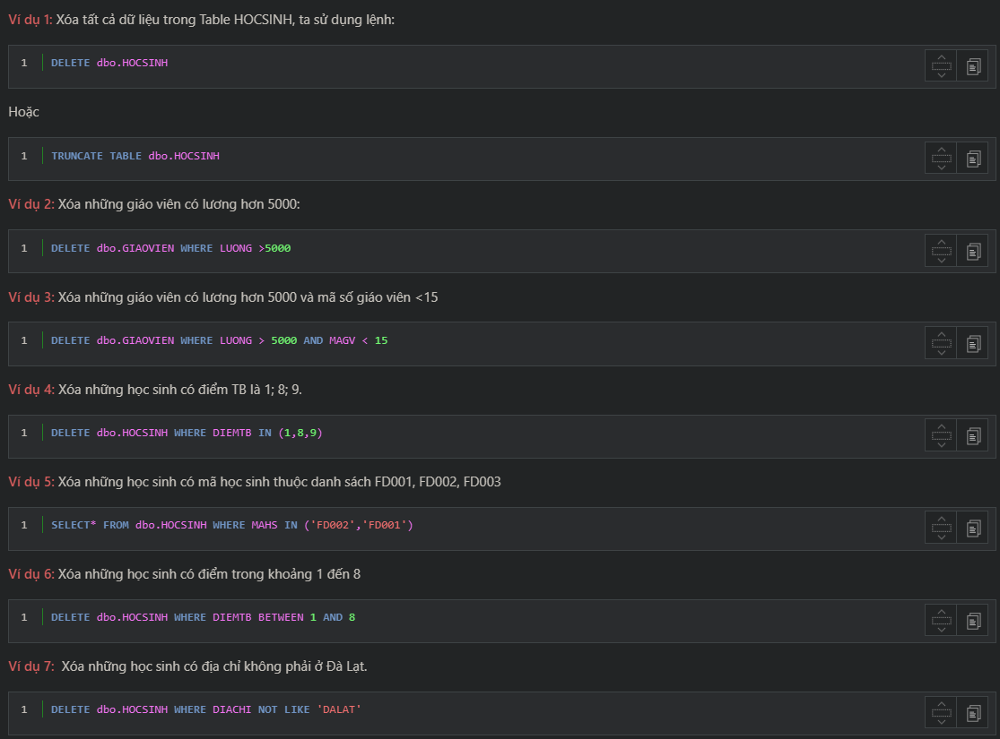 Ví dụ 1: Xóa tất cả dữ liệu trong Table HOCSINH, ta sử dụng lệnh:
1 DELETE dbo.HOCSINH
Hoặc
1 TRUNCATE TABLE dbo.HOCSINH
Ví dụ 2: Xóa những giáo viên có lương hơn 5000:
1 DELETE dbo.GIAOVIEN WHERE LUONG >5000
Ví dụ 3: Xóa những giáo viên có lương hơn 5000 và mã số giáo viên <15
1 DELETE dbo.GIAOVIEN WHERE LUONG > 5000 AND MAGV < 15
Ví dụ 4: Xóa những học sinh có điểm TB là 1; 8; 9.
1 DELETE dbo.HOCSINH WHERE DIEMTB IN (1,8,9)
Ví dụ 5: Xóa những học sinh có mã học sinh thuộc danh sách FD001, FD002, FD003
1 SELECT* FROM dbo.HOCSINH WHERE MAHS IN ('FD002','FD001')
Ví dụ 6: Xóa những học sinh có điểm trong khoảng 1 đến 8
1 DELETE dbo.HOCSINH WHERE DIEMTB BETWEEN 1 AND 8
Ví dụ 7: Xóa những học sinh có địa chỉ không phải ở Đà Lạt.
1 DELETE dbo.HOCSINH WHERE DIACHI NOT LIKE 'DALAT'